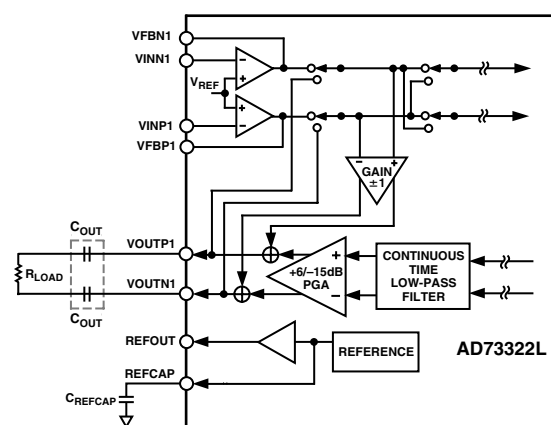 VFBN1
VINN1
VREF
VINP1
VFBP1
GAIN
±1
COUT
VOUTP1
RLOAD
+6/–15dB
PGA
CONTINUOUS
TIME
LOW-PASS
FILTER
VOUTN1
COUT
REFOUT
REFERENCE
AD73322L
REFCAP
CREFCAP